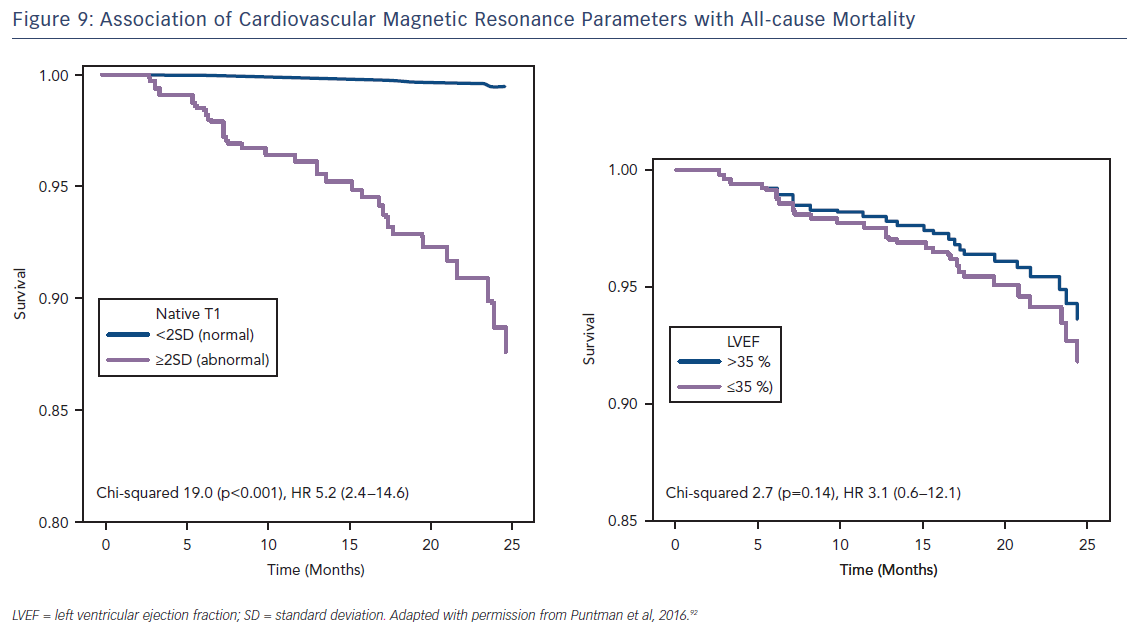 Figure 9: Association of Cardiovascular Magnetic Resonance Parameters with All-cause Mortality
1.00
0.95
0.90
0.85
0.80
Survival
Native T1
<2SD (normal)
≥2SD (abnormal)
Chi-squared 19.0 (p<0.001), HR 5.2 (2.4–14.6)
0 5 10 15 20 25
Time (Months)
1.00
0.95
0.90
0.85
Survival
LVEF
>35 %
≤35 %)
Chi-squared 2.7 (p=0.14), HR 3.1 (0.6–12.1)
0 5 10 15 20 25
Time (Months)
LVEF = left ventricular ejection fraction; SD = standard deviation. Adapted with permission from Puntman et al, 2016.⁹²